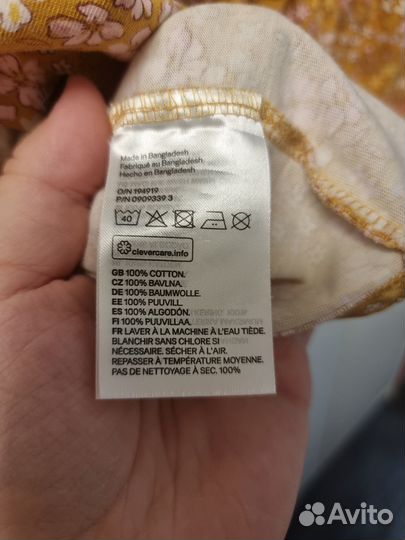 Made in Bangladesh
Fabriqué au Bangladesh
Hecho en Bangladesh
O/N 194919
P/N 0909339 3
40
clevercare.info
GB 100% COTTON.
CZ 100% BAVLNA.
DE 100% BAUMWOLLE.
EE 100% PUUVILL.
ES 100% ALGODÓN.
FI 100% PUUVILLAA.
FR LAVER À LA MACHINE À L'EAU TIÈDE.
BLANCHIR SANS CHLORE SI
NÉCESSAIRE. SÉCHER À L'AIR.
REPASSER À TEMPÉRATURE MOYENNE.
PAS DE NETTOYAGE À SEC. 100%
Avito